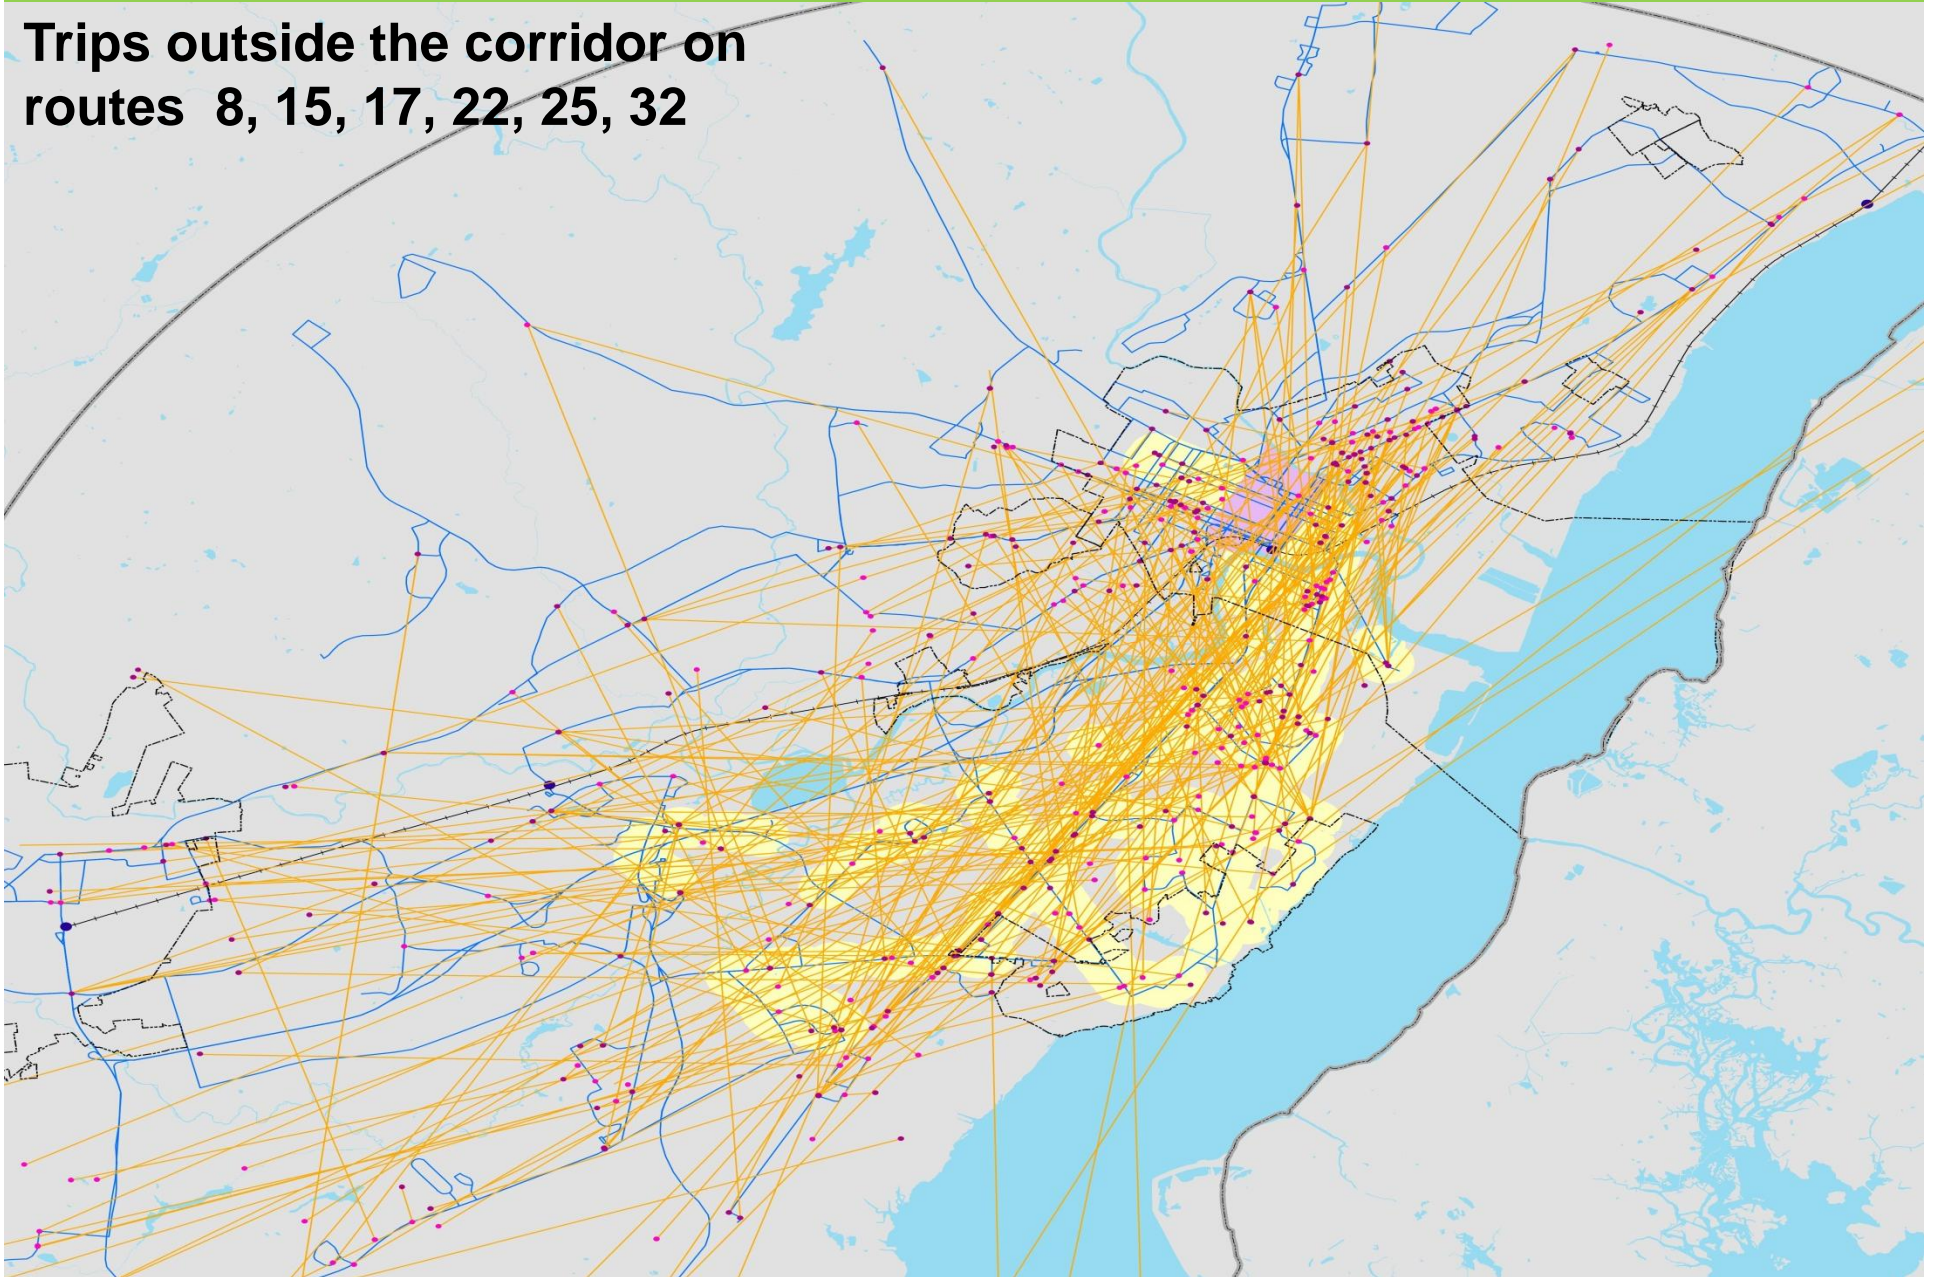 Trips outside the corridor on
routes 8, 15, 17, 22, 25, 32